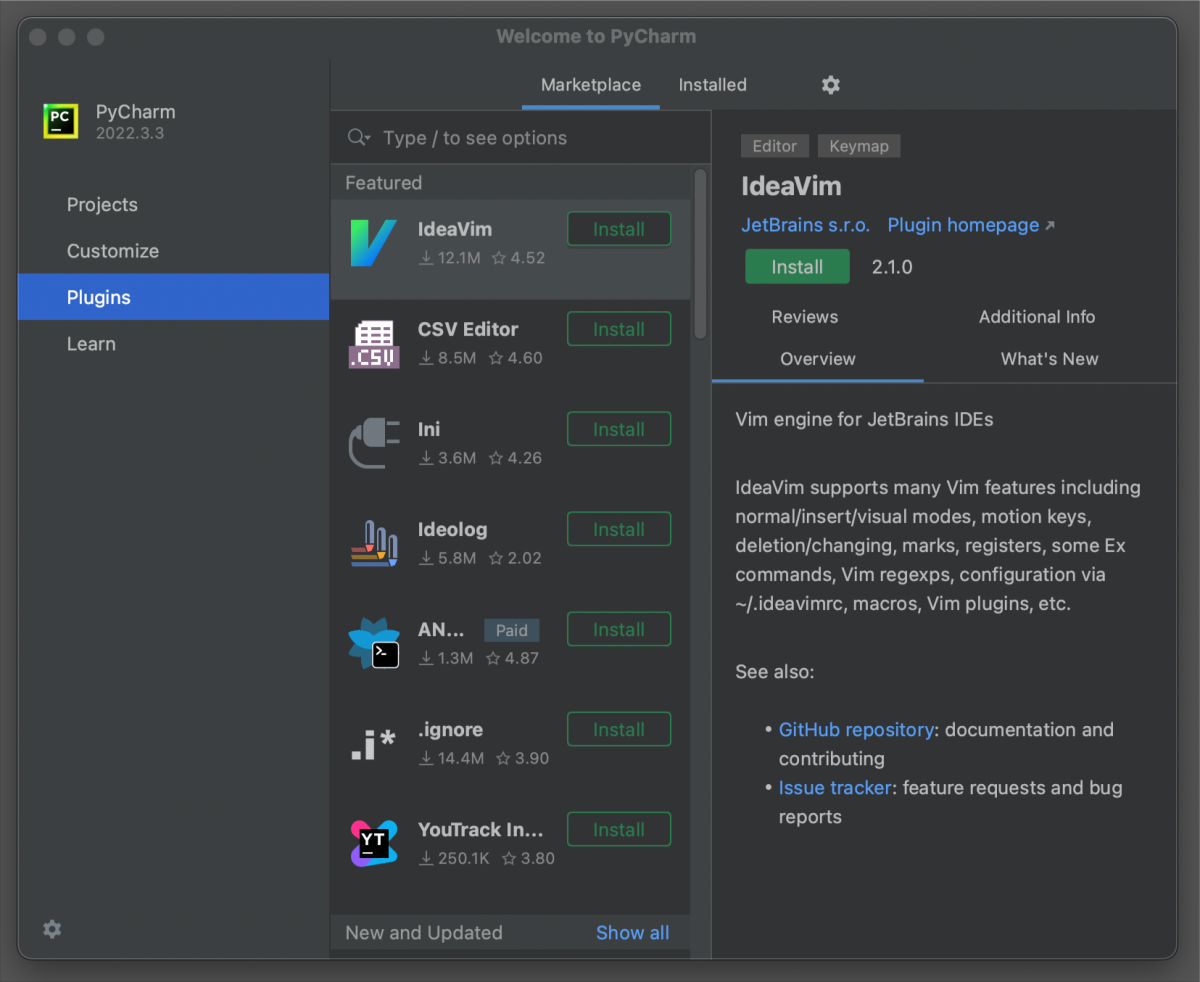 Welcome to PyCharm
PC
PyCharm
2022.3.3
Projects
Customize
Plugins
Learn
Marketplace Installed
Type / to see options
Featured
IdeaVim Install
12.1M 4.52
CSV Editor Install
.CSV
8.5M 4.60
Ini Install
3.6M 4.26
Ideolog Install
5.8M 2.02
AN... Paid Install
1.3M 4.87
.i* .ignore Install
14.4M 3.90
YT
YouTrack In... Install
250.1K 3.80
New and Updated Show all
Editor Keymap
IdeaVim
JetBrains s.r.o. Plugin homepage ↗
Install 2.1.0
Reviews Additional Info
Overview What's New
Vim engine for JetBrains IDEs
IdeaVim supports many Vim features including
normal/insert/visual modes, motion keys,
deletion/changing, marks, registers, some Ex
commands, Vim regexps, configuration via
~/.ideavimrc, macros, Vim plugins, etc.
See also:
• GitHub repository: documentation and
contributing
• Issue tracker: feature requests and bug
reports